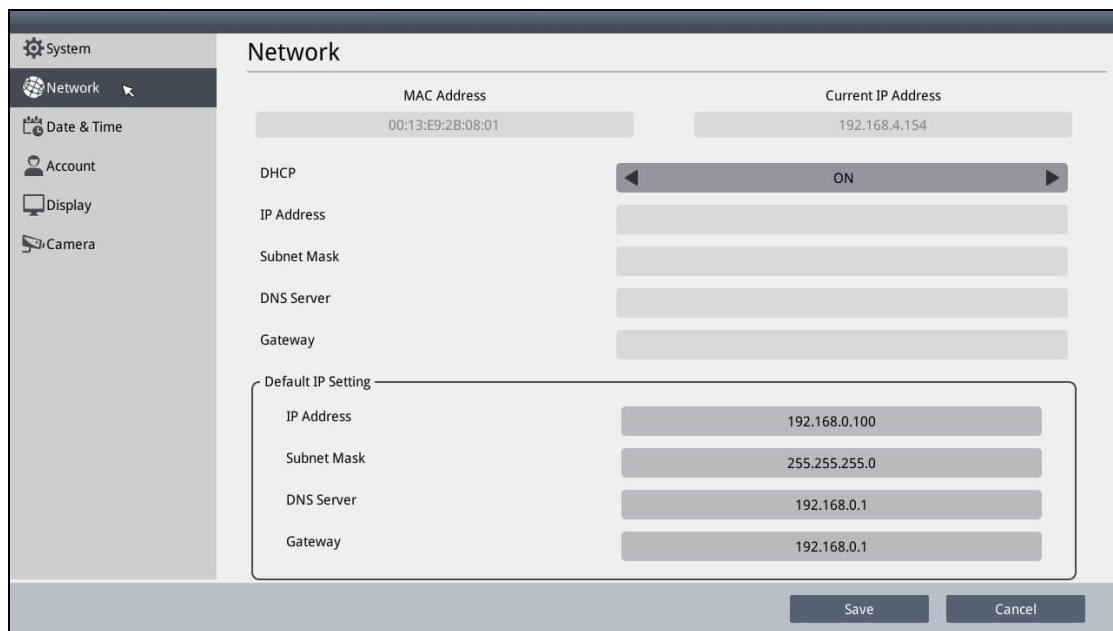 System
Network
Date & Time
Account
Display
Camera
Network
MAC Address Current IP Address
00:13:E9:2B:08:01 192.168.4.154
DHCP ON
IP Address
Subnet Mask
DNS Server
Gateway
Default IP Setting
IP Address 192.168.0.100
Subnet Mask 255.255.255.0
DNS Server 192.168.0.1
Gateway 192.168.0.1
Save Cancel